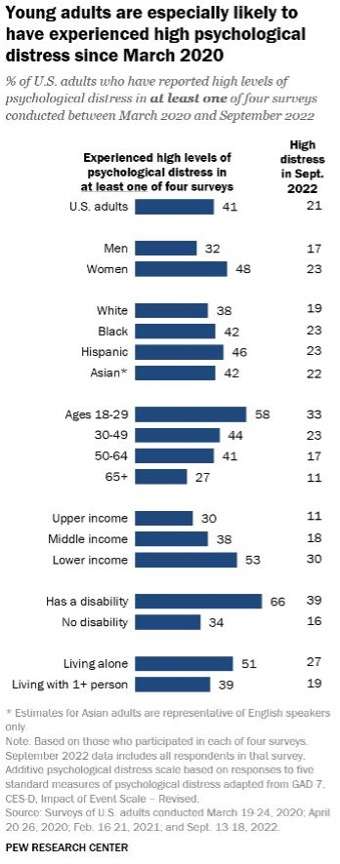 Young adults are especially likely to
have experienced high psychological
distress since March 2020
% of U.S. adults who have reported high levels of
psychological distress in at least one of four surveys
conducted between March 2020 and September 2022
Experienced high levels of
psychological distress in
at least one of four surveys
High
distress
in Sept.
2022
U.S. adults 41 21
Men 32 17
Women 48 23
White 38 19
Black 42 23
Hispanic 46 23
Asian* 42 22
Ages 18-29 58 33
30-49 44 23
50-64 41 17
65+ 27 11
Upper income 30 11
Middle income 38 18
Lower income 53 30
Has a disability 66 39
No disability 34 16
Living alone 51 27
Living with 1+ person 39 19
* Estimates for Asian adults are representative of English speakers
only
Note: Based on those who participated in each of four surveys.
September 2022 data includes all respondents in that survey.
Additive psychological distress scale based on responses to five
standard measures of psychological distress adapted from GAD 7,
CES-D, Impact of Event Scale – Revised.
Source: Surveys of U.S. adults conducted March 19-24, 2020; April
20 26, 2020; Feb. 16 21, 2021; and Sept. 13-18, 2022.
PEW RESEARCH CENTER